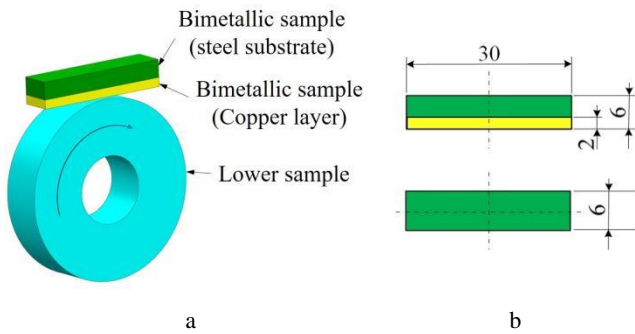 Bimetallic sample
(steel substrate)
Bimetallic sample
(Copper layer)
Lower sample
30
6
2
6
a
b